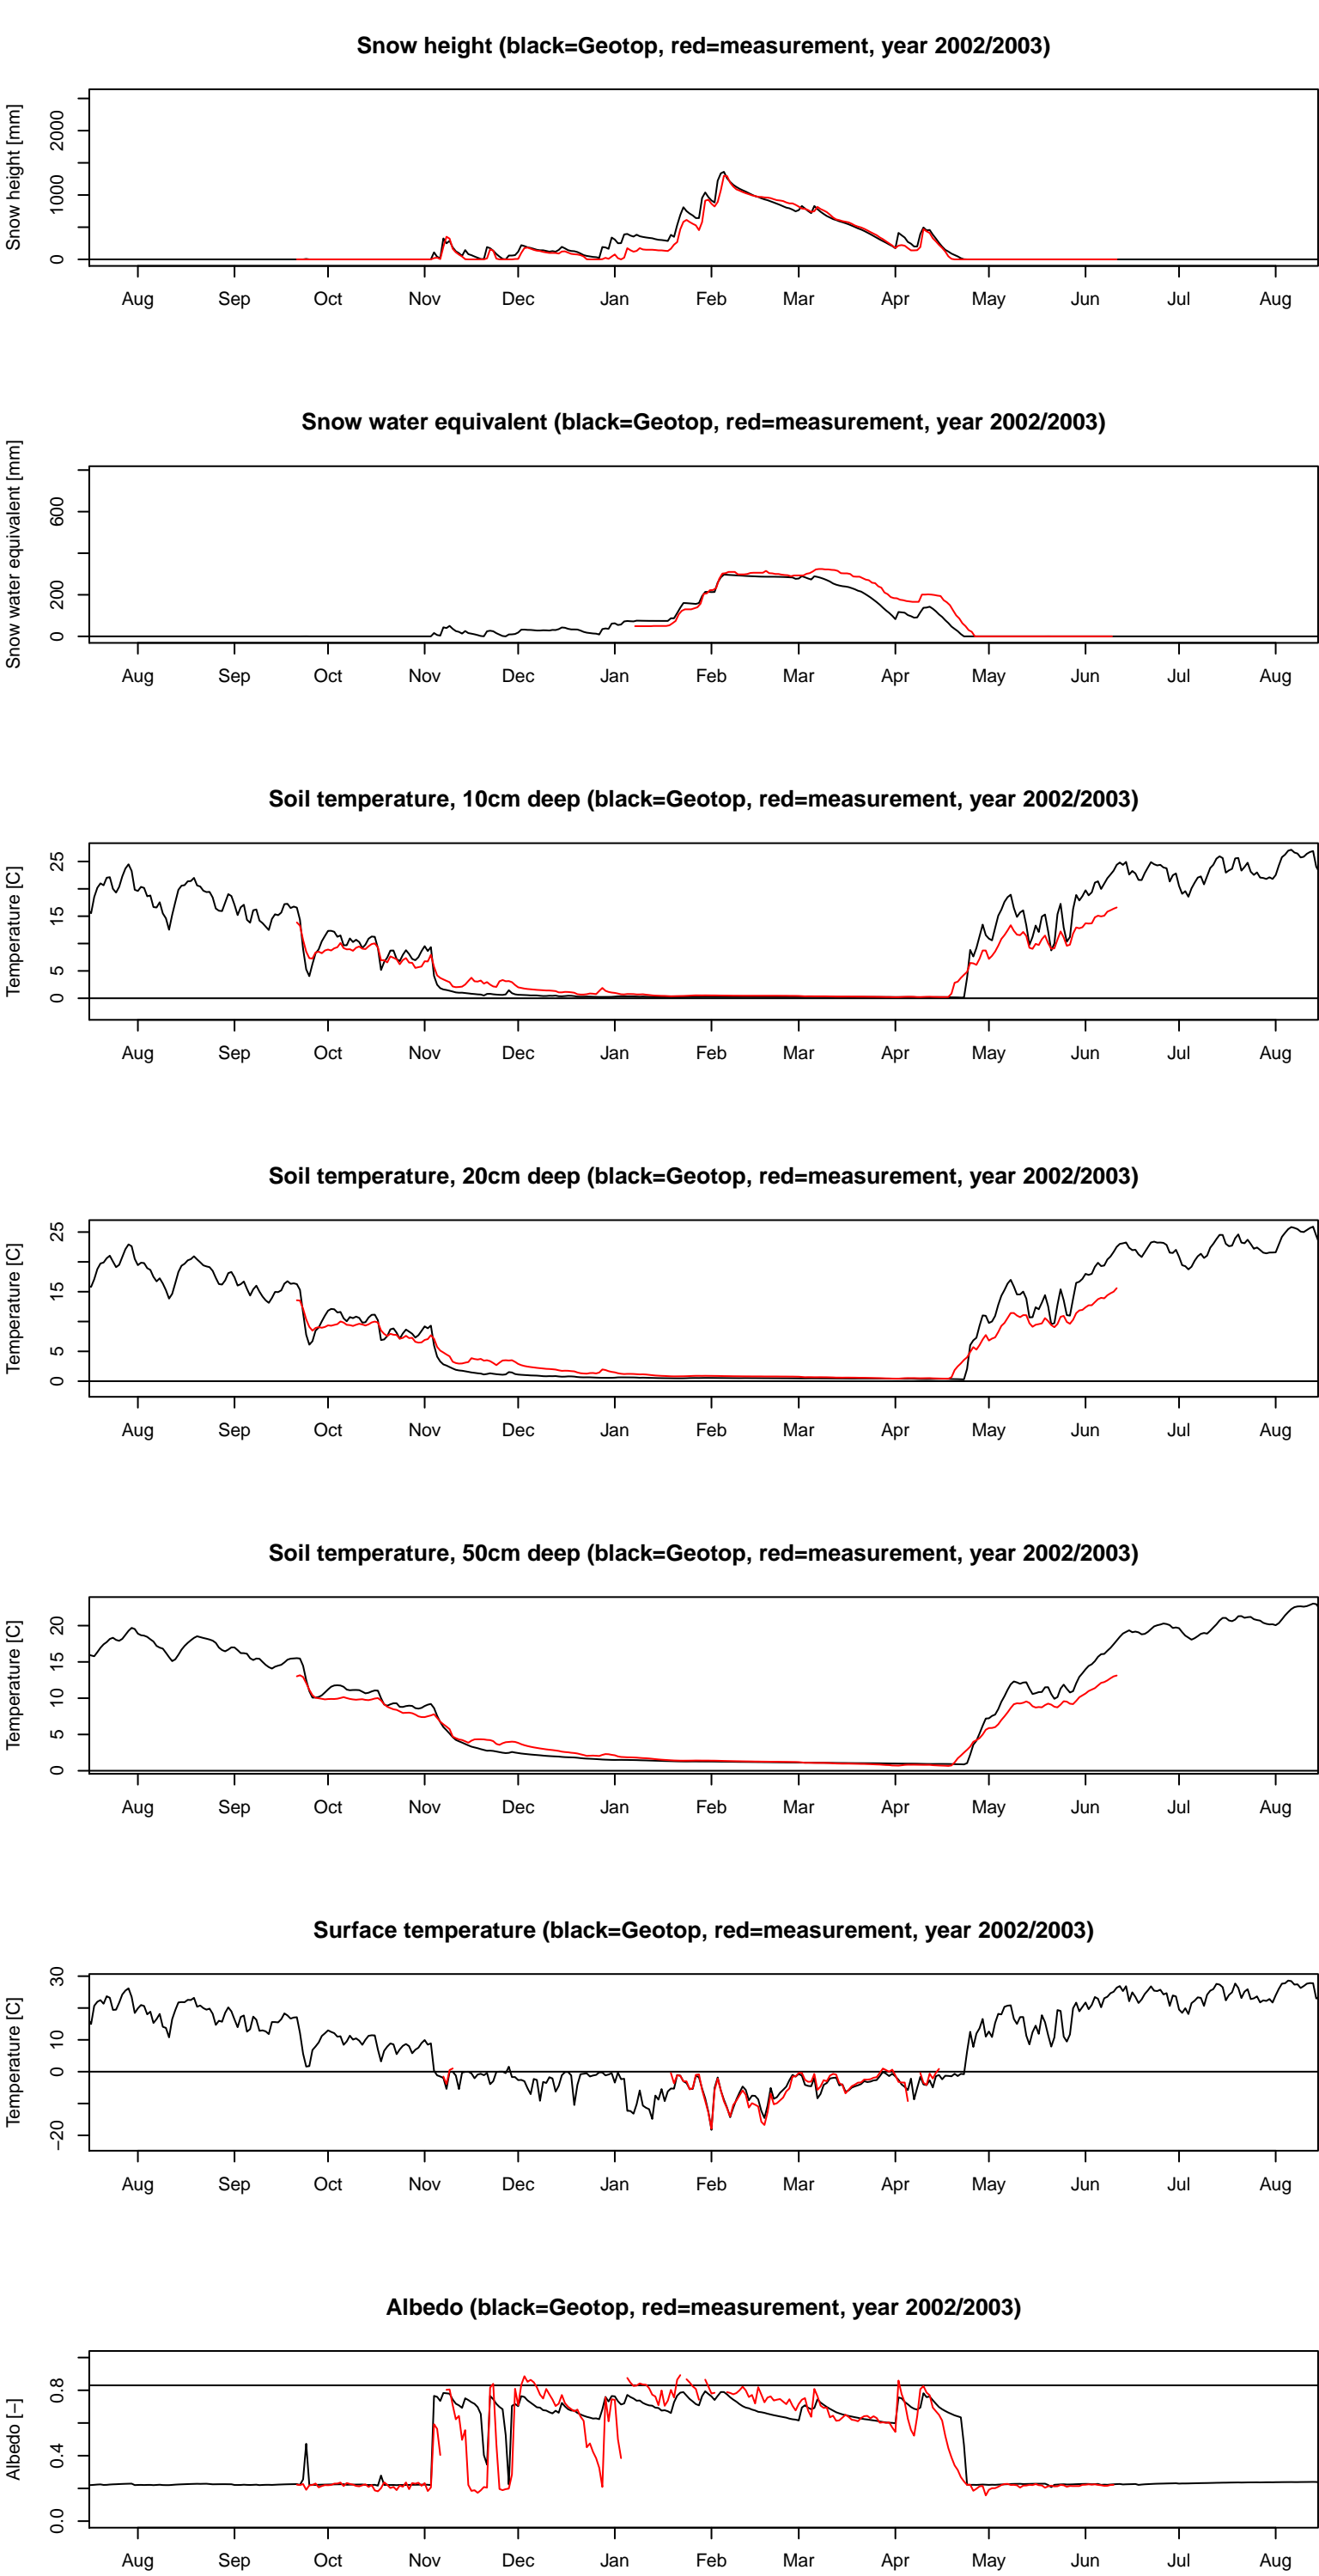 Snow height (black=Geotop, red=measurement, year 2002/2003)
Snow height [mm]
2000
1000
0
Aug Sep Oct Nov Dec Jan Feb Mar Apr May Jun Jul Aug
Snow water equivalent (black=Geotop, red=measurement, year 2002/2003)
Snow water equivalent [mm]
600
200
0
Aug Sep Oct Nov Dec Jan Feb Mar Apr May Jun Jul Aug
Soil temperature, 10cm deep (black=Geotop, red=measurement, year 2002/2003)
Temperature [C]
25
15
5
0
Aug Sep Oct Nov Dec Jan Feb Mar Apr May Jun Jul Aug
Soil temperature, 20cm deep (black=Geotop, red=measurement, year 2002/2003)
Temperature [C]
25
15
5
0
Aug Sep Oct Nov Dec Jan Feb Mar Apr May Jun Jul Aug
Soil temperature, 50cm deep (black=Geotop, red=measurement, year 2002/2003)
Temperature [C]
20
15
10
5
0
Aug Sep Oct Nov Dec Jan Feb Mar Apr May Jun Jul Aug
Surface temperature (black=Geotop, red=measurement, year 2002/2003)
Temperature [C]
30
10
0
−20
Aug Sep Oct Nov Dec Jan Feb Mar Apr May Jun Jul Aug
Albedo (black=Geotop, red=measurement, year 2002/2003)
Albedo [−]
0.8
0.4
0.0
Aug Sep Oct Nov Dec Jan Feb Mar Apr May Jun Jul Aug